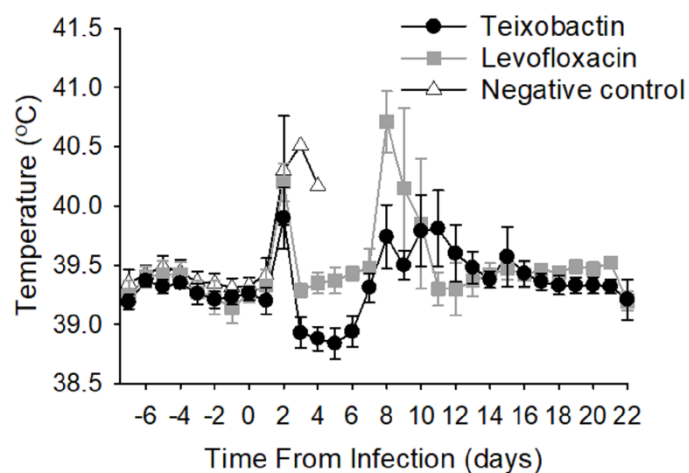 41.5
41.0
40.5
40.0
39.5
39.0
38.5
Temperature (°C)
Teixobactin
Levofloxacin
Negative control
-6 -4 -2 0 2 4 6 8 10 12 14 16 18 20 22
Time From Infection (days)